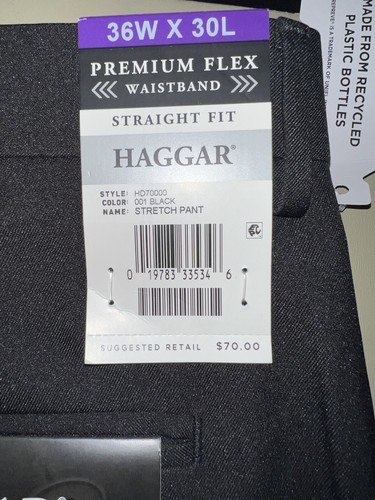 36W X 30L
PREMIUM FLEX
WAISTBAND
STRAIGHT FIT
HAGGAR®
STYLE: HD70000
COLOR: 001 BLACK
NAME: STRETCH PANT
0 19783 33534 6
SUGGESTED RETAIL $70.00
MADE FROM RECYCLED
PLASTIC BOTTLES